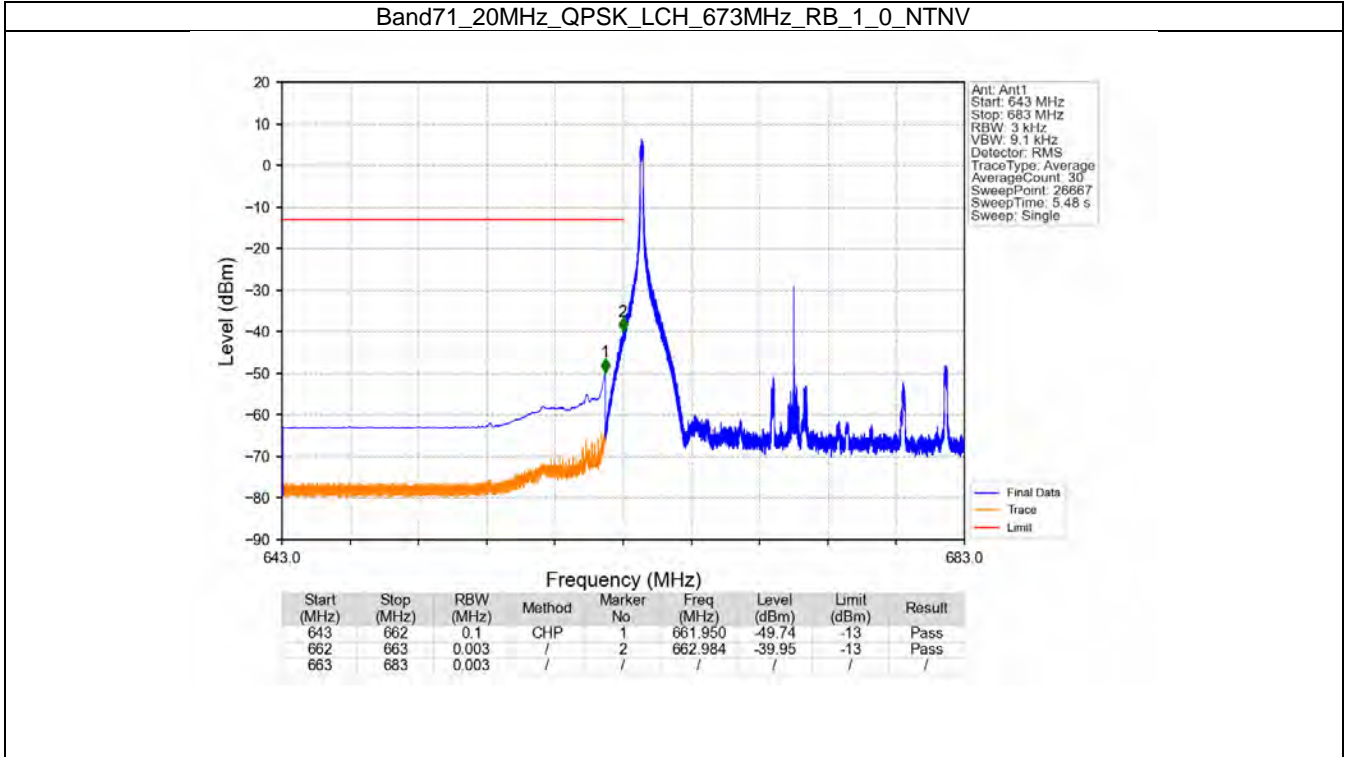 Band71_20MHz_QPSK_LCH_673MHz_RB_1_0_NTNV
Ant: Ant1
Start: 643 MHz
Stop: 683 MHz
RBW: 3 kHz
VBW: 9.1 kHz
Detector: RMS
TraceType: Average
AverageCount: 30
SweepPoint: 26667
SweepTime: 5.48 s
Sweep: Single
20
10
0
−10
−20
−30
−40
−50
−60
−70
−80
−90
Level (dBm)
1
2
Final Data
Trace
Limit
643.0 683.0
Frequency (MHz)
Start (MHz) Stop (MHz) RBW (MHz) Method Marker No Freq (MHz) Level (dBm) Limit (dBm) Result
643 662 0.1 CHP 1 661.950 -49.74 -13 Pass
662 663 0.003 / 2 662.984 -39.95 -13 Pass
663 683 0.003 / / / / / /